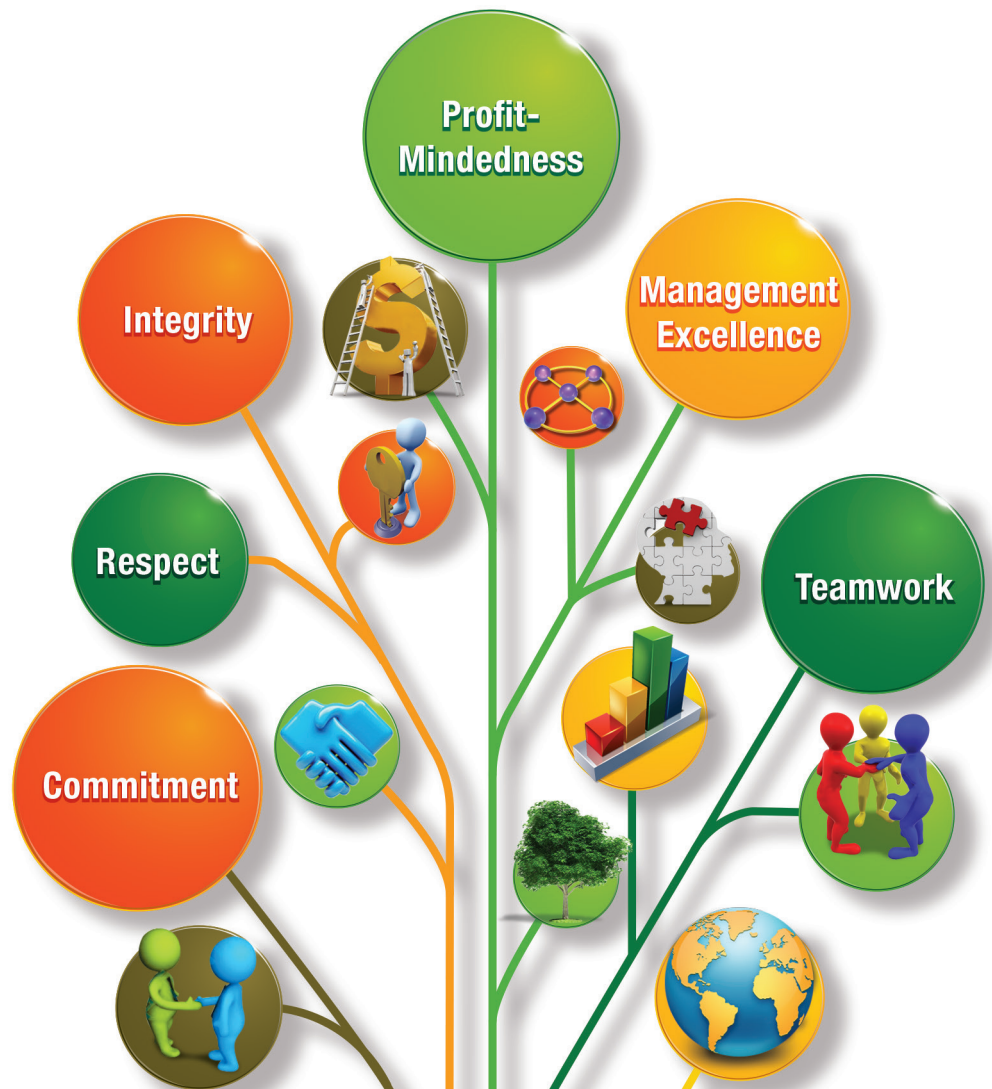 Profit-
Mindedness
Integrity
Management
Excellence
Respect
Teamwork
Commitment